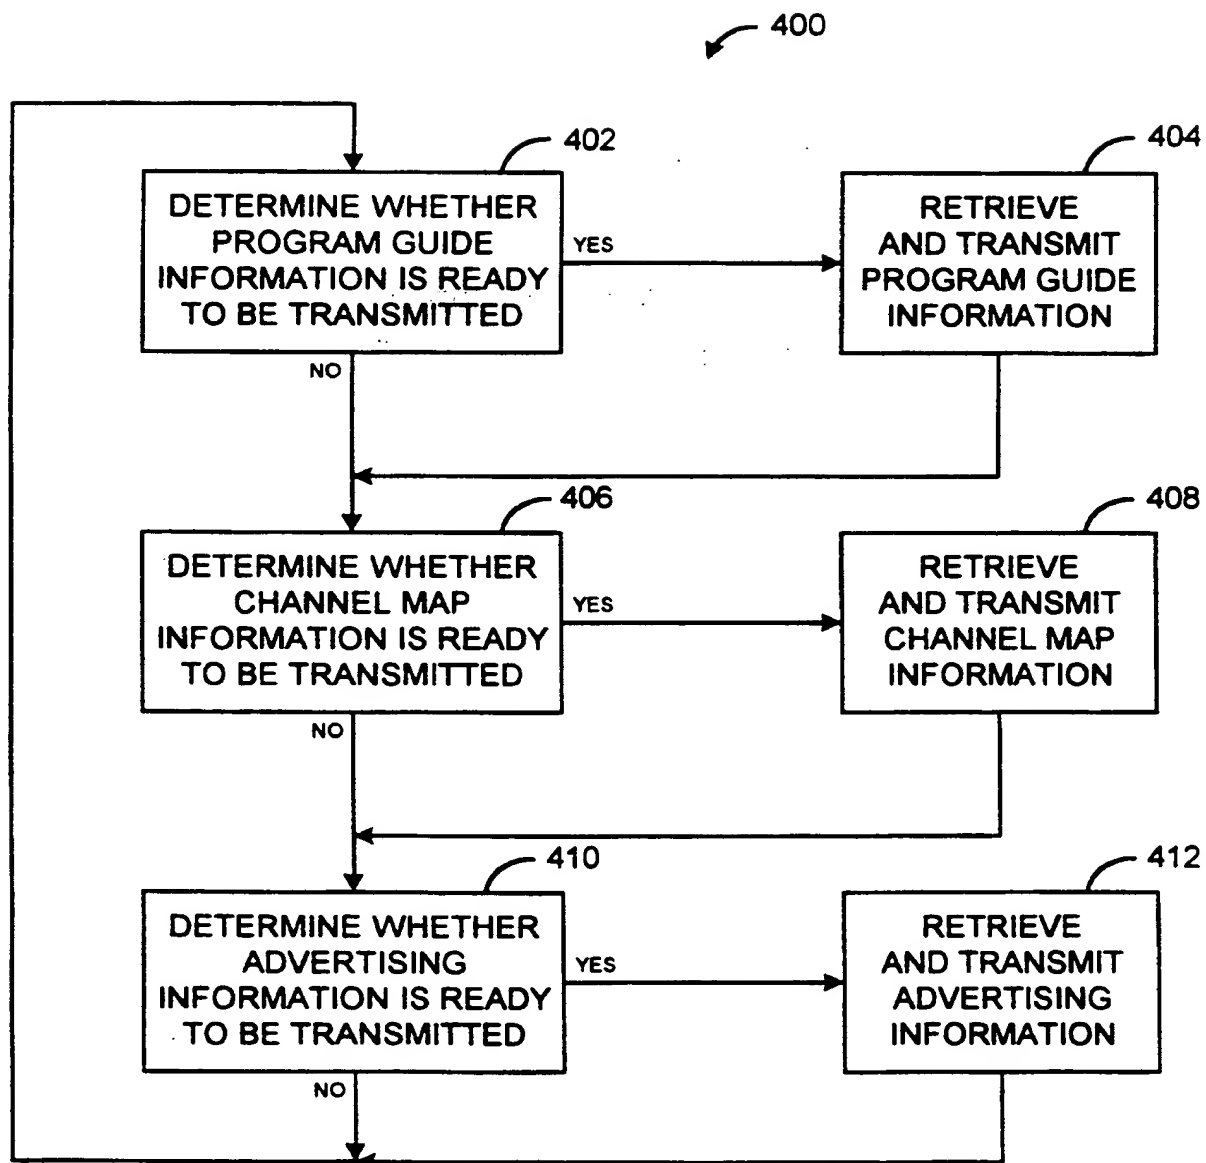 400
402
DETERMINE WHETHER
PROGRAM GUIDE
INFORMATION IS READY
TO BE TRANSMITTED
YES
404
RETRIEVE
AND TRANSMIT
PROGRAM GUIDE
INFORMATION
NO
406
DETERMINE WHETHER
CHANNEL MAP
INFORMATION IS READY
TO BE TRANSMITTED
YES
408
RETRIEVE
AND TRANSMIT
CHANNEL MAP
INFORMATION
NO
410
DETERMINE WHETHER
ADVERTISING
INFORMATION IS READY
TO BE TRANSMITTED
YES
412
RETRIEVE
AND TRANSMIT
ADVERTISING
INFORMATION
NO